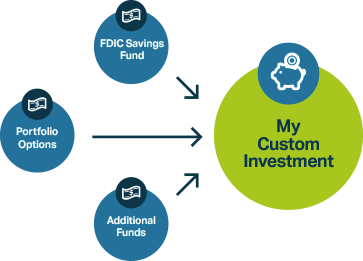 FDIC Savings
Fund
Portfolio
Options
Additional
Funds
My
Custom
Investment